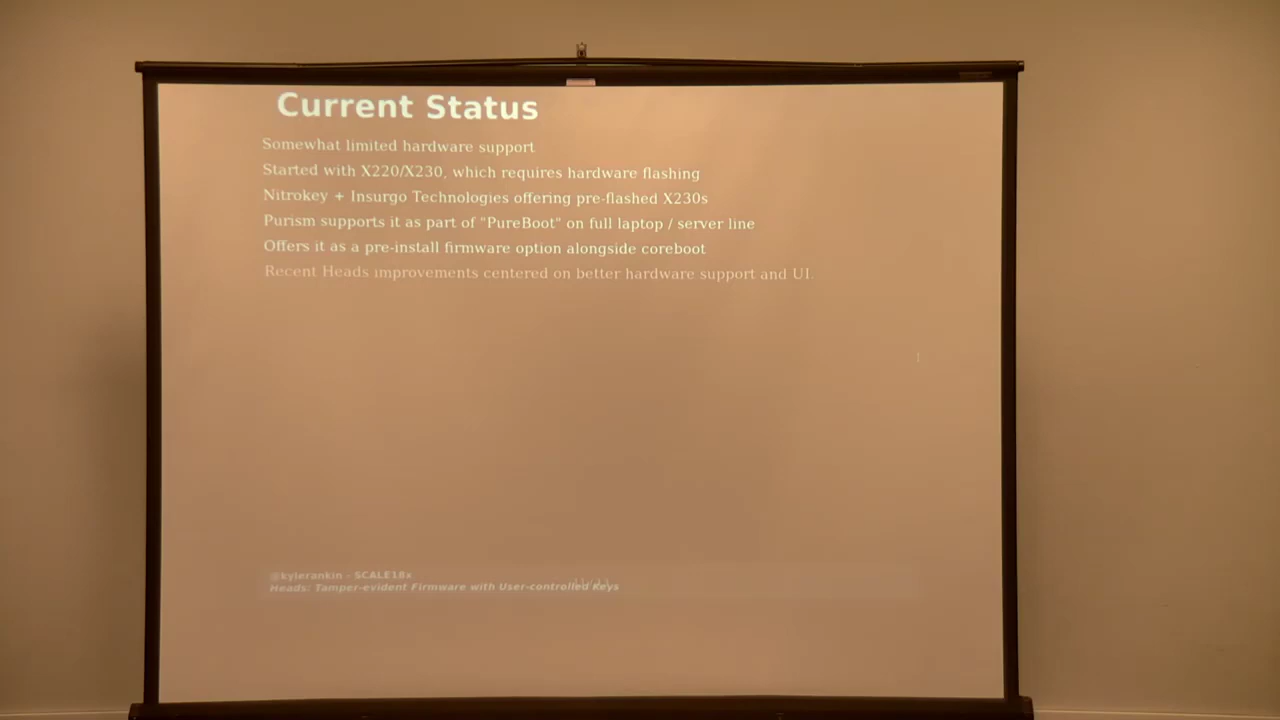 Current Status
Somewhat limited hardware support
Started with X220/X230, which requires hardware flashing
Nitrokey + Insurgo Technologies offering pre-flashed X230s
Purism supports it as part of "PureBoot" on full laptop / server line
Offers it as a pre-install firmware option alongside coreboot
Recent Heads improvements centered on better hardware support and UI.
@kylerankin - SCALE18x
Heads: Tamper-evident Firmware with User-controlled Keys